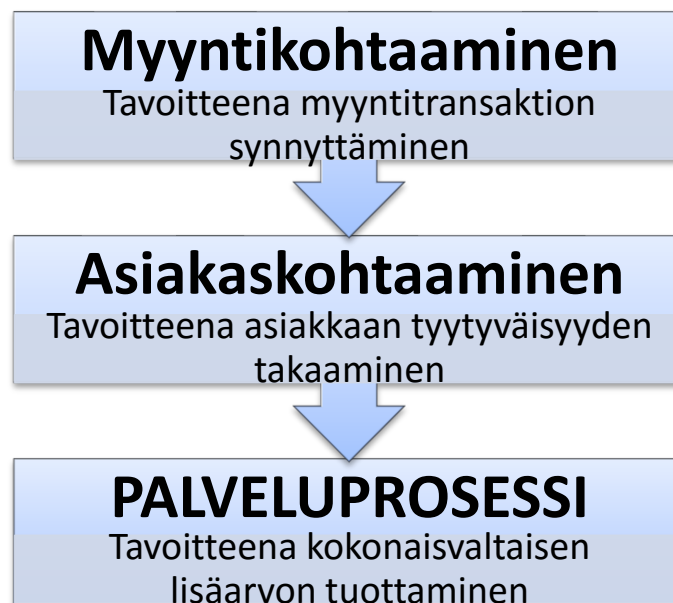 Myyntikohtaaminen
Tavoitteena myyntitransaktion
synnyttäminen
Asiakaskohtaaminen
Tavoitteena asiakkaan tyytyväisyyden
takaaminen
PALVELUPROSESSI
Tavoitteena kokonaisvaltaisen
lisäarvon tuottaminen